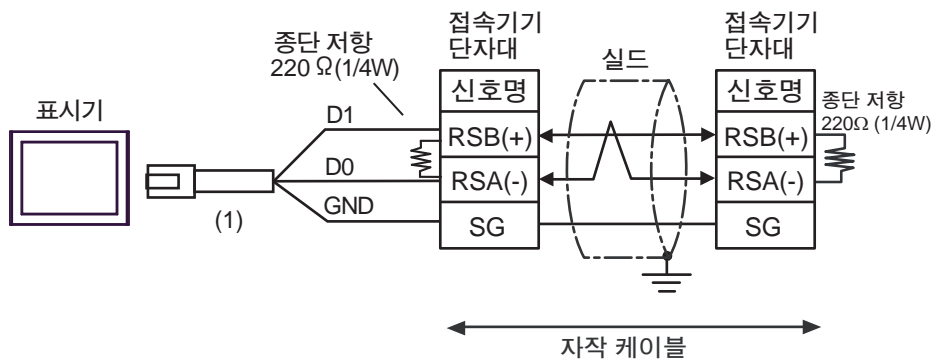 표시기
(1)
종단 저항
220 Ω(1/4W)
D1
D0
GND
접속기기
단자대
신호명
RSB(+)
RSA(-)
SG
실드
접속기기
단자대
신호명
RSB(+)
RSA(-)
SG
종단 저항
220Ω (1/4W)
자작 케이블